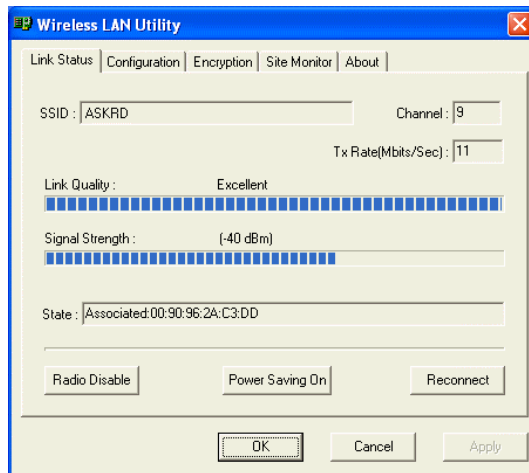 Wireless LAN Utility
Link Status Configuration Encryption Site Monitor About
SSID : ASKRD Channel : 9
Tx Rate(Mbits/Sec) : 11
Link Quality : Excellent
Signal Strength : (-40 dBm)
State : Associated:00:90:96:2A:C3:DD
Radio Disable Power Saving On Reconnect
OK Cancel Apply